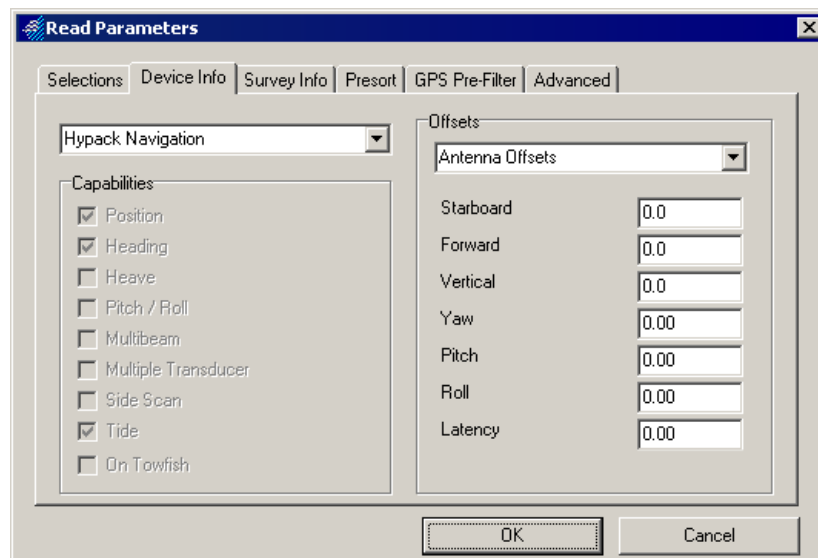 Read Parameters
Selections Device Info Survey Info Presort GPS Pre-Filter Advanced
Hypack Navigation
Capabilities
Position
Heading
Heave
Pitch / Roll
Multibeam
Multiple Transducer
Side Scan
Tide
On Towfish
Offsets
Antenna Offsets
Starboard 0.0
Forward 0.0
Vertical 0.0
Yaw 0.00
Pitch 0.00
Roll 0.00
Latency 0.00
OK Cancel